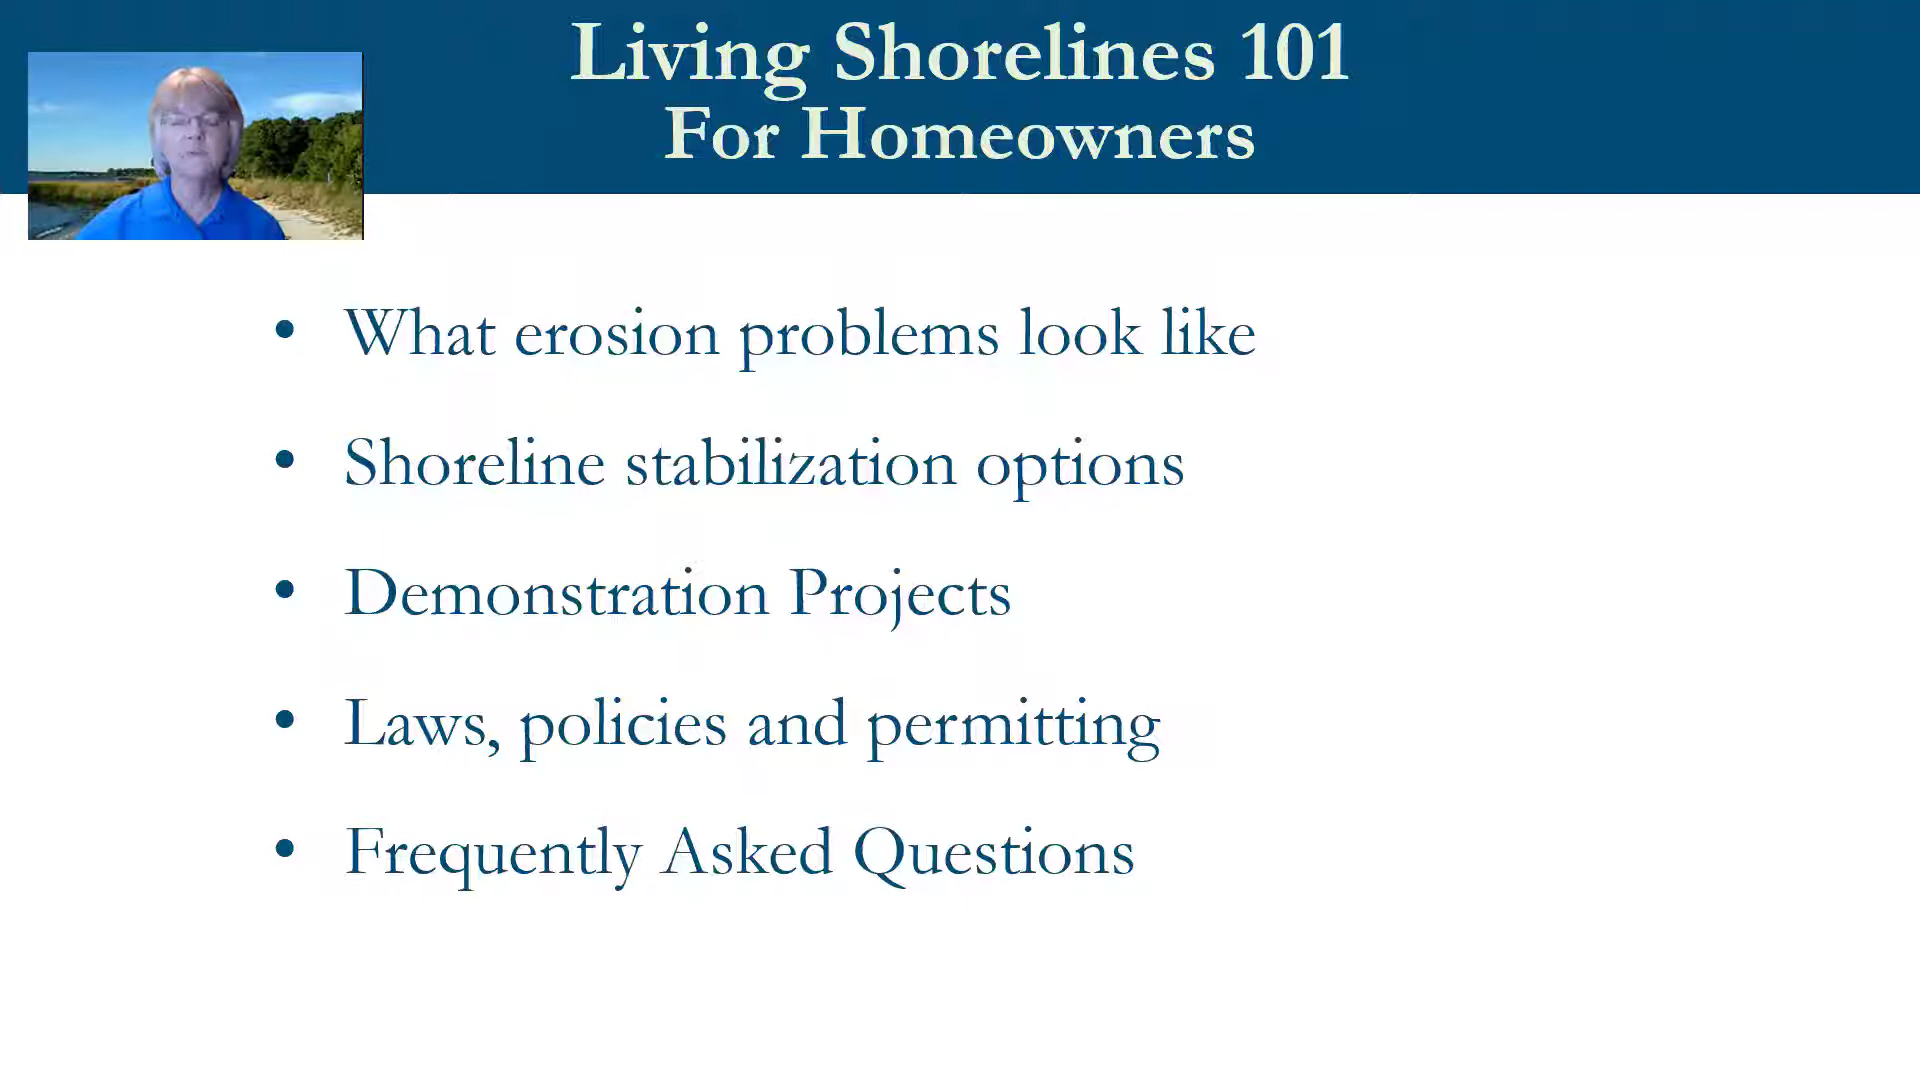 Living Shorelines 101
For Homeowners
• What erosion problems look like
• Shoreline stabilization options
• Demonstration Projects
• Laws, policies and permitting
• Frequently Asked Questions